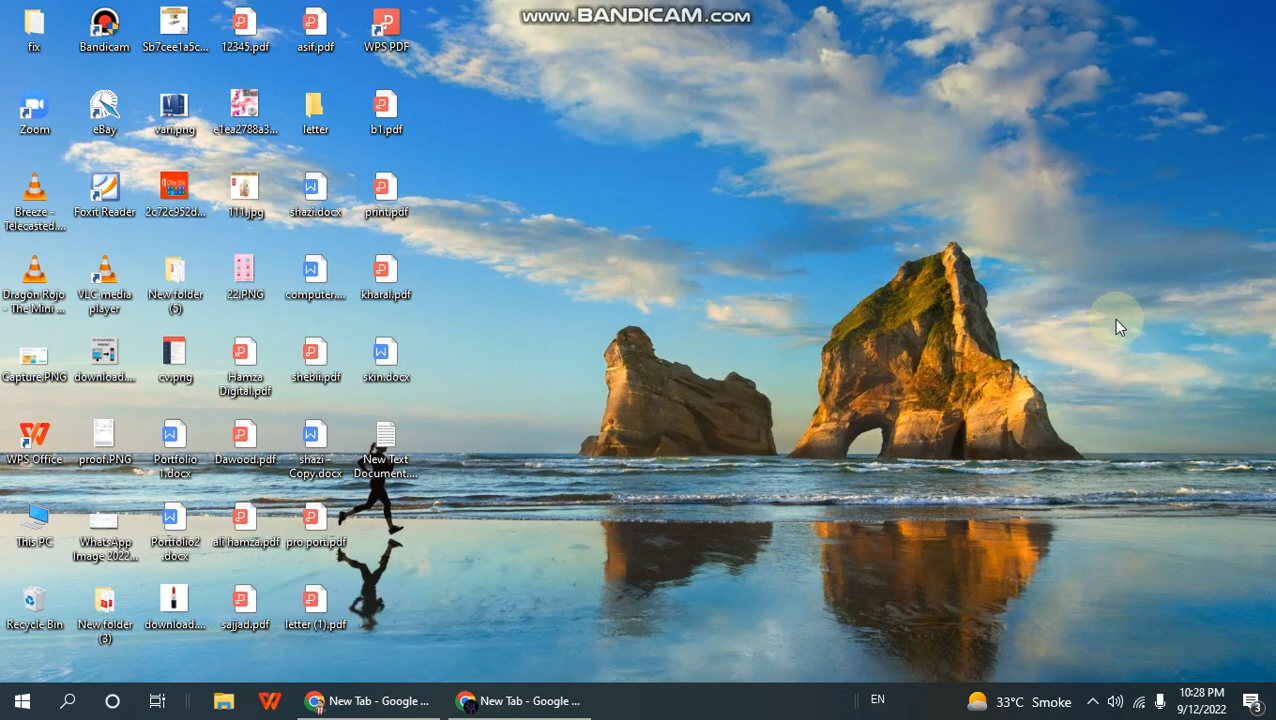 www.BANDICAM.com
fix
Bandicam
5b7cee1a5c...
12345.pdf
asif.pdf
WPS PDF
Zoom
eBay
vari.png
e1ea2788a3...
letter
b1.pdf
Breeze -
Telecasted....
Foxit Reader
2c72c952d...
111.jpg
shazi.docx
print.pdf
Dragón Rojo
- The Mini ...
VLC media
player
New folder
(5)
22.PNG
computer....
kharal.pdf
Capture.PNG
download....
cv.png
Hamza
Digital.pdf
shebii.pdf
skin.docx
WPS Office
proof.PNG
Portfolio
1.docx
Dawood.pdf
shazi -
Copy.docx
New Text
Document....
This PC
WhatsApp
Image 2022...
Portfolio2
.docx
ali hamza.pdf
pro port.pdf
Recycle Bin
New folder
(3)
download....
sajjad.pdf
letter (1).pdf
New Tab - Google ...
New Tab - Google ...
EN
33°C Smoke
10:28 PM
9/12/2022
3